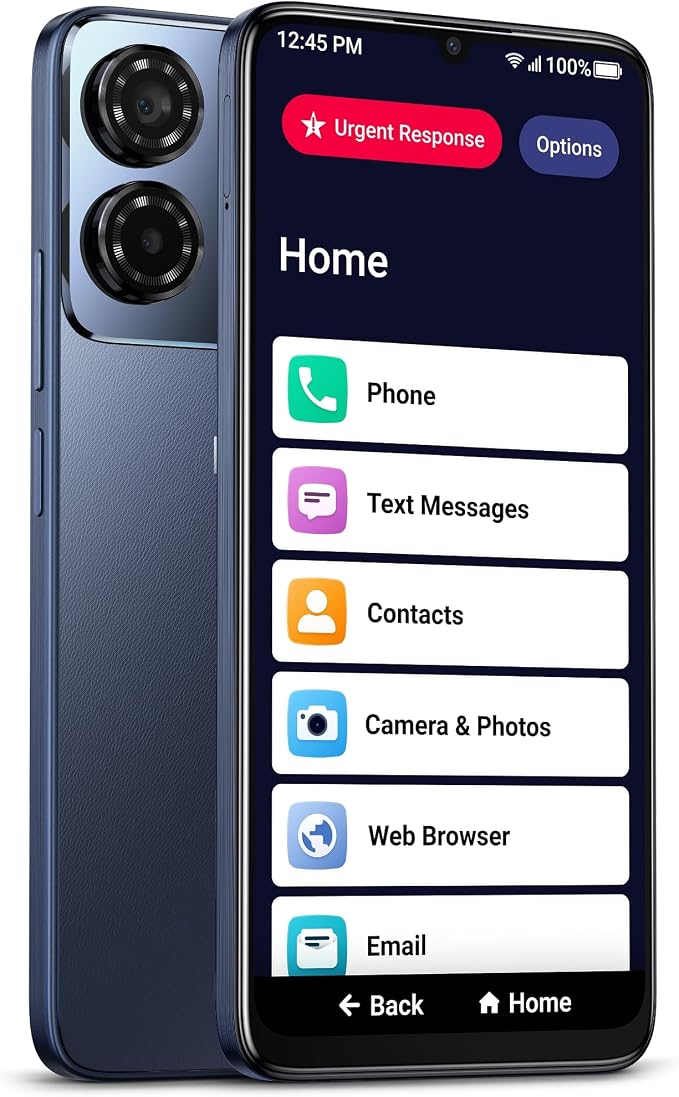 12:45 PM
100%
Urgent Response
Options
Home
Phone
Text Messages
Contacts
Camera & Photos
Web Browser
Email
Back
Home